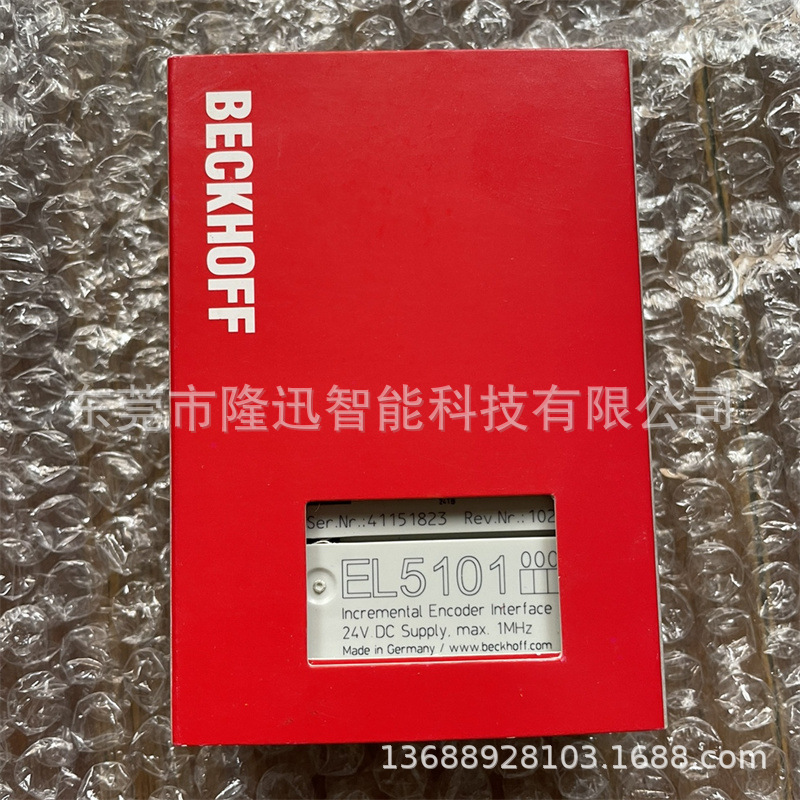 BECKHOFF
东莞市隆迅智能科技有限公司
Ser.Nr.:41151823 Rev.Nr.:102
EL5101
Incremental Encoder Interface
24V DC Supply, max. 1MHz
Made in Germany / www.beckhoff.com
13688928103.1688.com